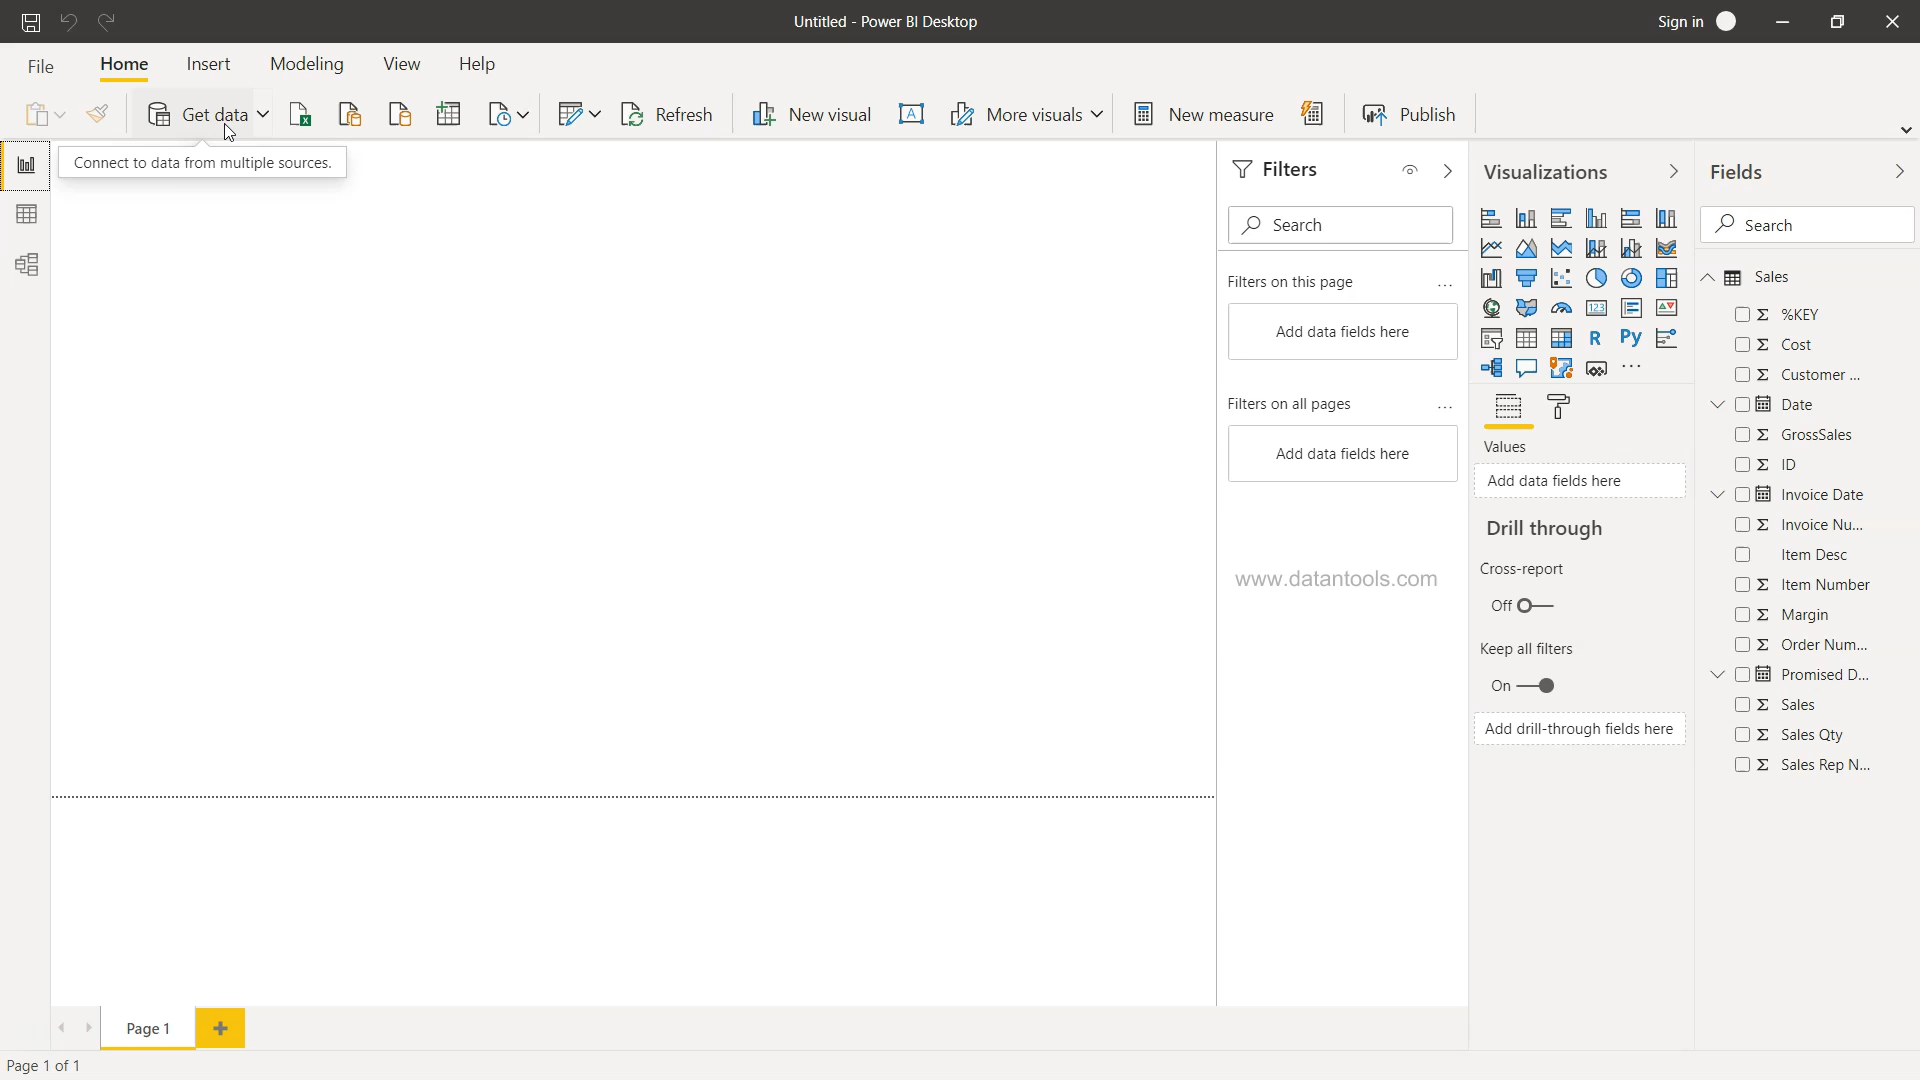 Untitled - Power BI Desktop
Sign in
File
Home
Insert
Modeling
View
Help
Get data
Refresh
New visual
A
More visuals
New measure
Publish
Connect to data from multiple sources.
Filters
Search
Filters on this page
...
Add data fields here
Filters on all pages
...
Add data fields here
www.datantools.com
Visualizations
123
R
Py
...
Values
Add data fields here
Drill through
Cross-report
Off
Keep all filters
On
Add drill-through fields here
Fields
Search
Sales
Σ %KEY
Σ Cost
Σ Customer ...
Date
Σ GrossSales
Σ ID
Invoice Date
Σ Invoice Nu...
Item Desc
Σ Item Number
Σ Margin
Σ Order Num...
Promised D...
Σ Sales
Σ Sales Qty
Σ Sales Rep N...
Page 1
Page 1 of 1